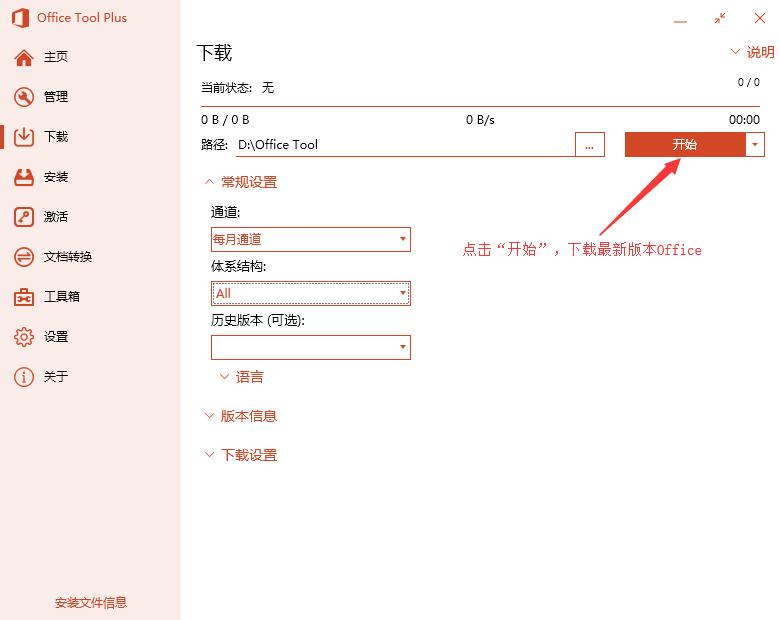 Office Tool Plus
主页
管理
下载
安装
激活
文档转换
工具箱
设置
关于
安装文件信息
下载
说明
当前状态: 无
0 / 0
0 B / 0 B
0 B/s
00:00
路径: D:\Office Tool
...
开始
常规设置
通道:
每月通道
体系结构:
All
历史版本 (可选):
语言
版本信息
下载设置
点击“开始”，下载最新版本Office